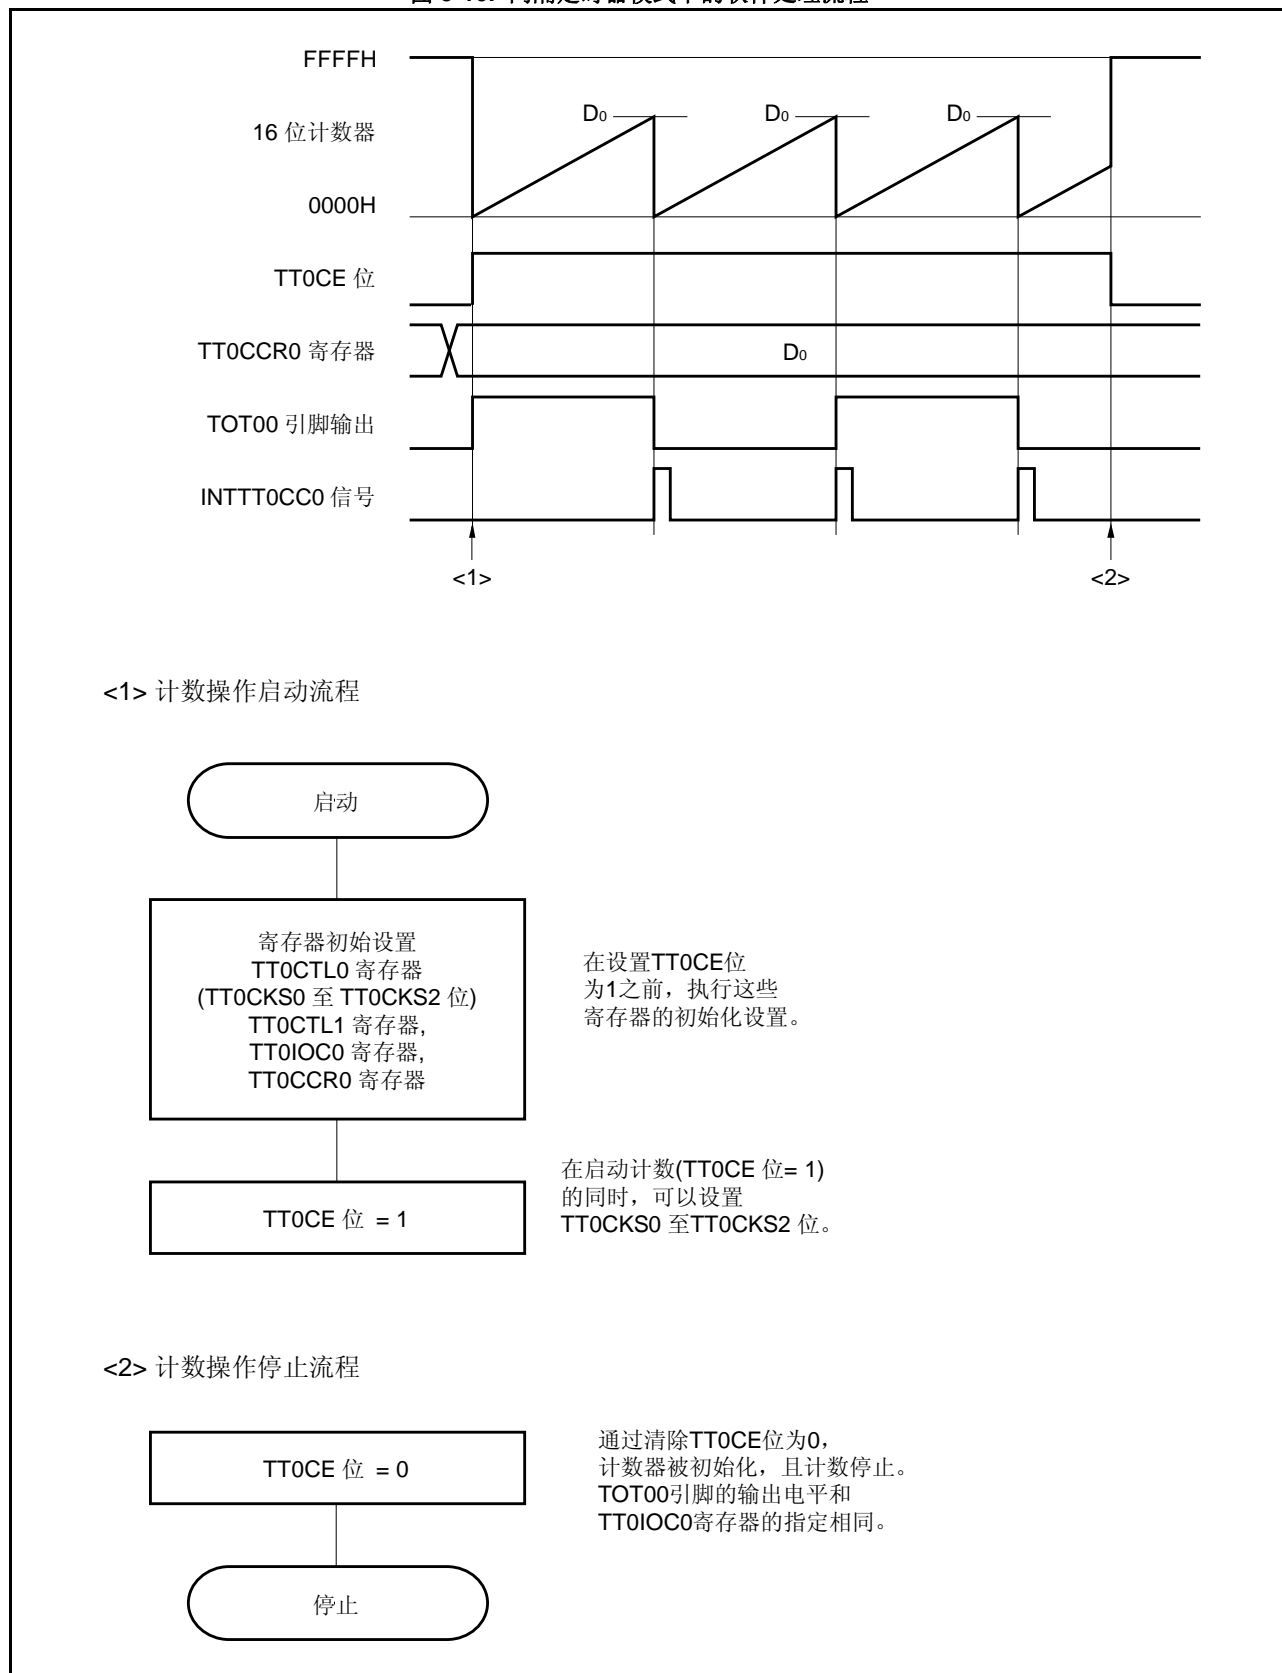 FFFFH
16 位计数器
D0
D0
D0
0000H
TT0CE 位
TT0CCR0 寄存器
D0
TOT00 引脚输出
INTTT0CC0 信号
<1>
<2>
<1> 计数操作启动流程
启动
寄存器初始设置
TT0CTL0 寄存器
(TT0CKS0 至 TT0CKS2 位)
TT0CTL1 寄存器,
TT0IOC0 寄存器,
TT0CCR0 寄存器
在设置TT0CE位
为1之前，执行这些
寄存器的初始化设置。
TT0CE 位 = 1
在启动计数(TT0CE 位= 1)
的同时，可以设置
TT0CKS0 至TT0CKS2 位。
<2> 计数操作停止流程
TT0CE 位 = 0
通过清除TT0CE位为0，
计数器被初始化，且计数停止。
TOT00引脚的输出电平和
TT0IOC0寄存器的指定相同。
停止